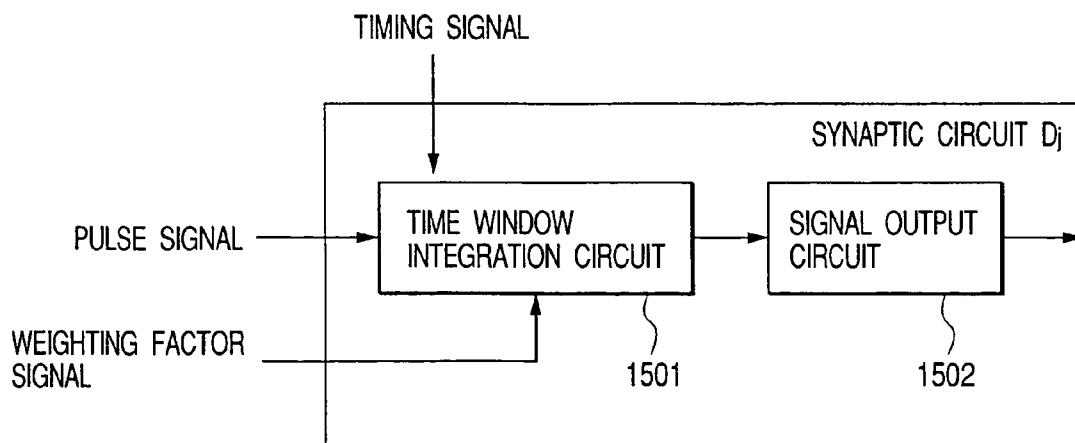 TIMING SIGNAL
SYNAPTIC CIRCUIT Dj
PULSE SIGNAL
TIME WINDOW
INTEGRATION CIRCUIT
SIGNAL OUTPUT
CIRCUIT
WEIGHTING FACTOR
SIGNAL
1501
1502